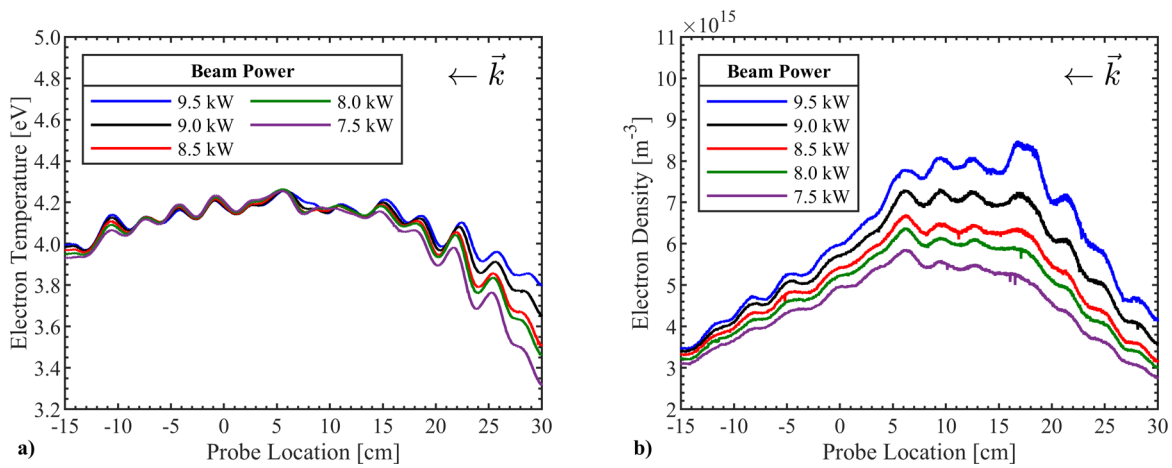 5.0
4.8
4.6
4.4
4.2
4.0
3.8
3.6
3.4
3.2
Electron Temperature [eV]
Beam Power
9.5 kW 8.0 kW
9.0 kW 7.5 kW
8.5 kW
← k⃗
-15 -10 -5 0 5 10 15 20 25 30
Probe Location [cm]
a)
×10¹⁵
11
10
9
8
7
6
5
4
3
2
Electron Density [m⁻³]
Beam Power
9.5 kW
9.0 kW
8.5 kW
8.0 kW
7.5 kW
← k⃗
-15 -10 -5 0 5 10 15 20 25 30
Probe Location [cm]
b)